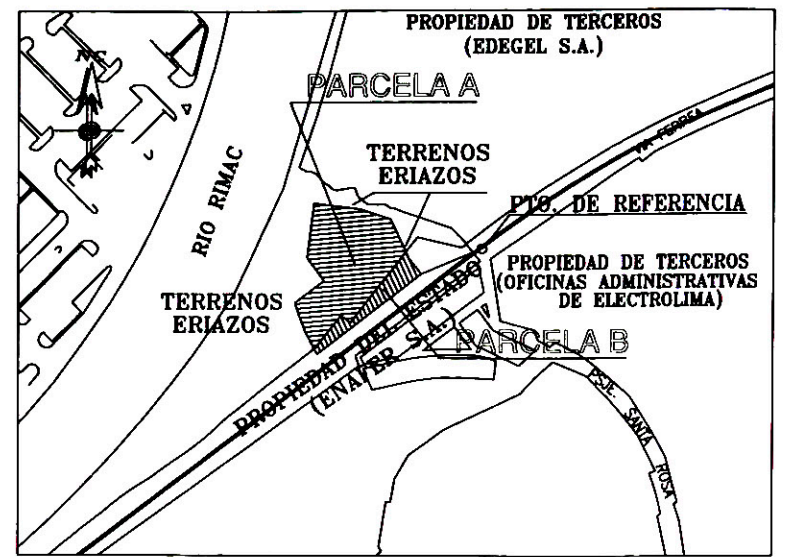 PROPIEDAD DE TERCEROS
(EDEGEL S.A.)
PARCELA A
TERRENOS
ERIAZOS
VIA FERREA
RIO RIMAC
PTO. DE REFERENCIA
PROPIEDAD DE TERCEROS
(OFICINAS ADMINISTRATIVAS
DE ELECTROLIMA)
TERRENOS
ERIAZOS
PROPIEDAD DEL ESTADO
(ENAFER S.A.)
PARCELA B
PSJE. SANTA ROSA